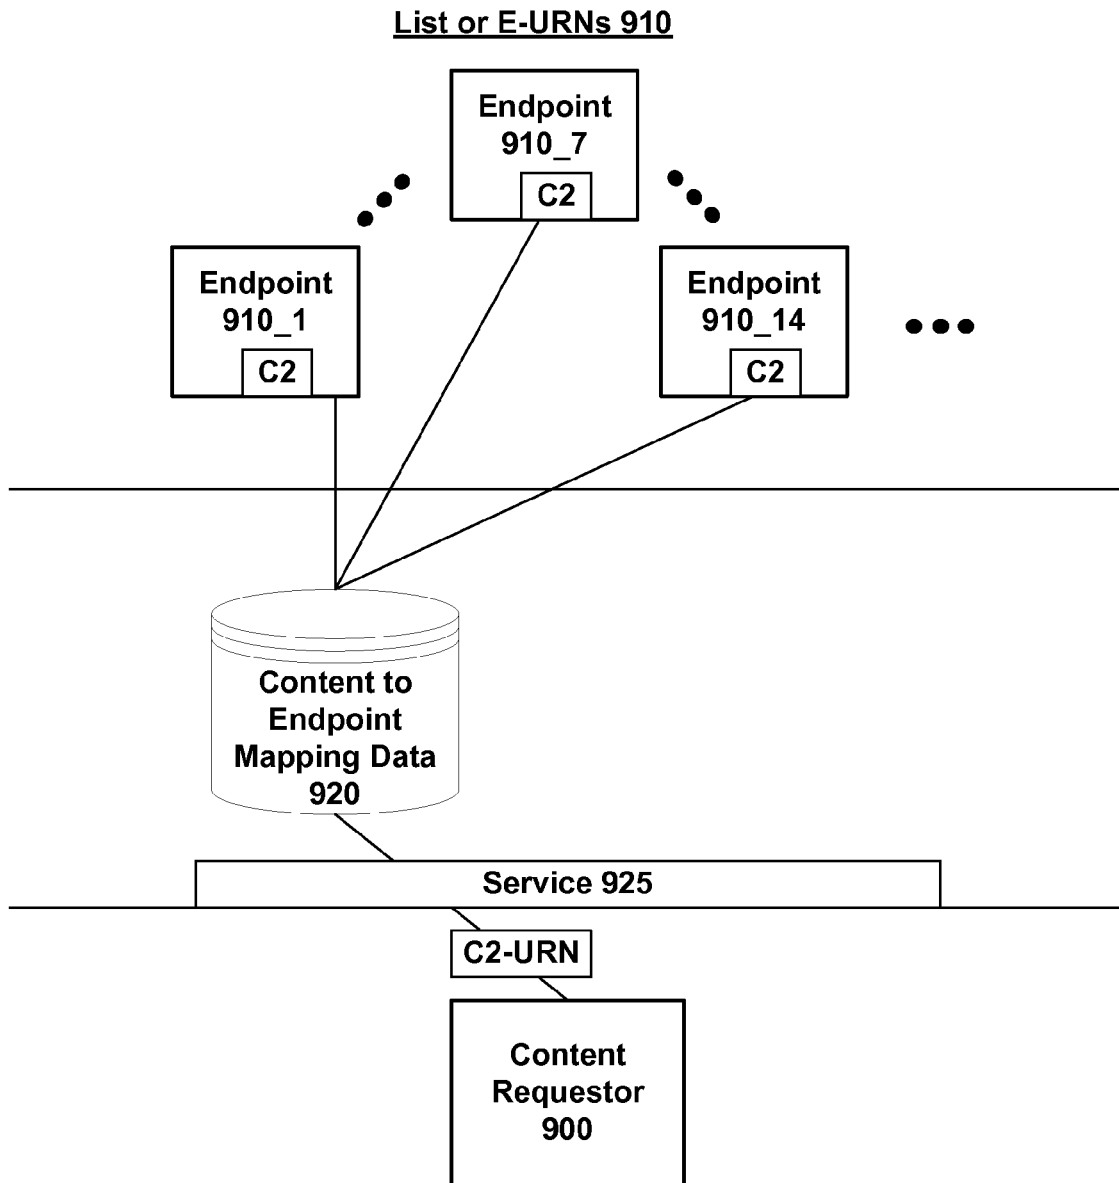 List or E-URNs 910
Endpoint
910_7
C2
Endpoint
910_1
C2
Endpoint
910_14
C2
Content to
Endpoint
Mapping Data
920
Service 925
C2-URN
Content
Requestor
900